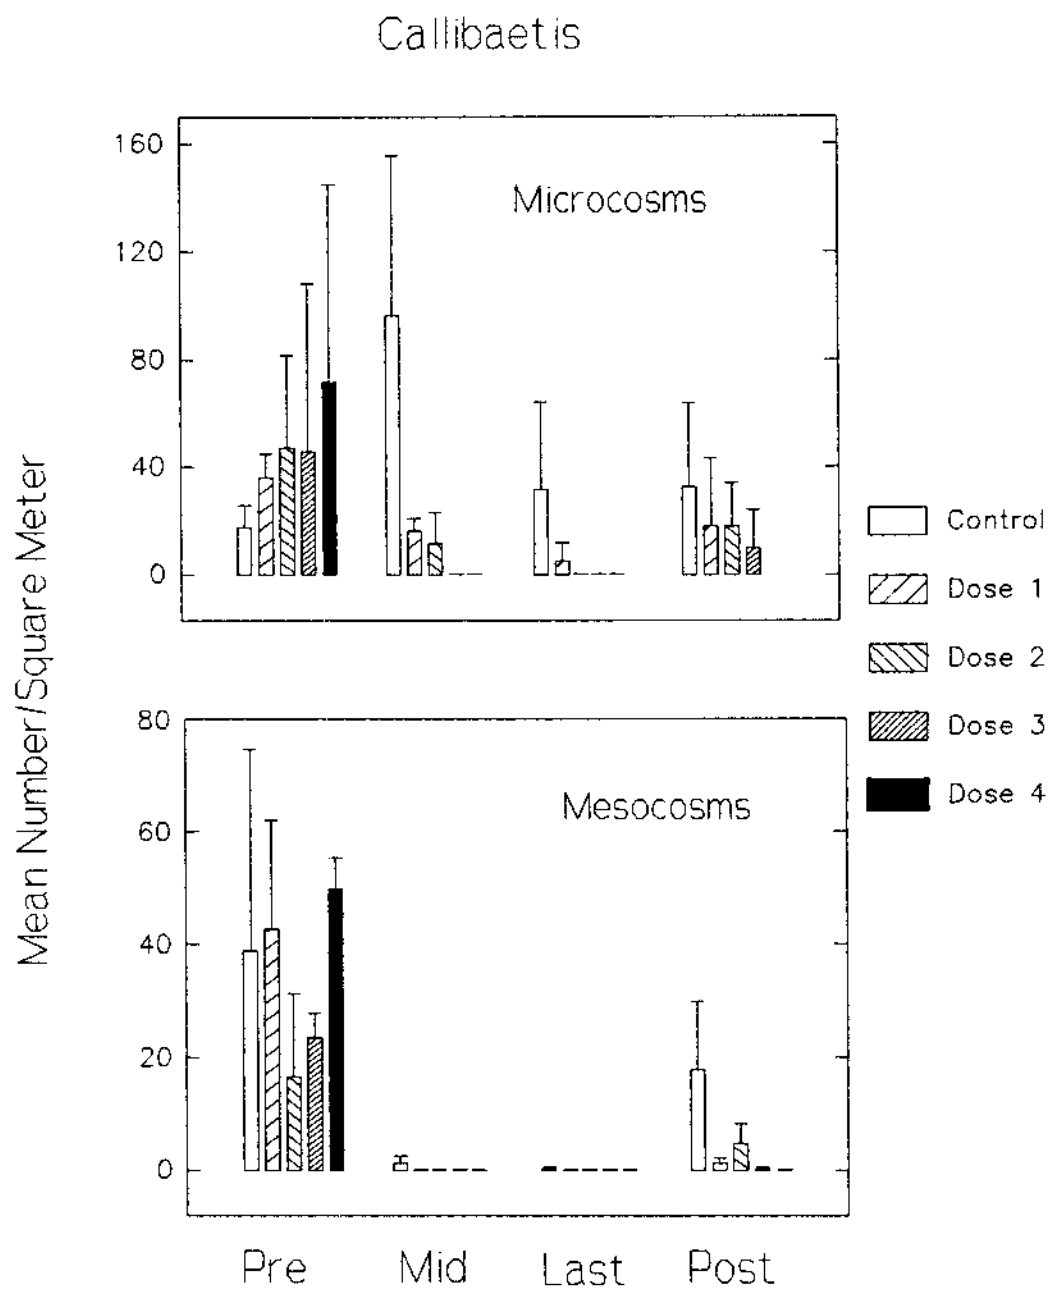 Callibaetis
Mean Number/Square Meter
160
120
80
40
0
Microcosms
Control
Dose 1
Dose 2
Dose 3
Dose 4
80
60
40
20
0
Mesocosms
Pre Mid Last Post